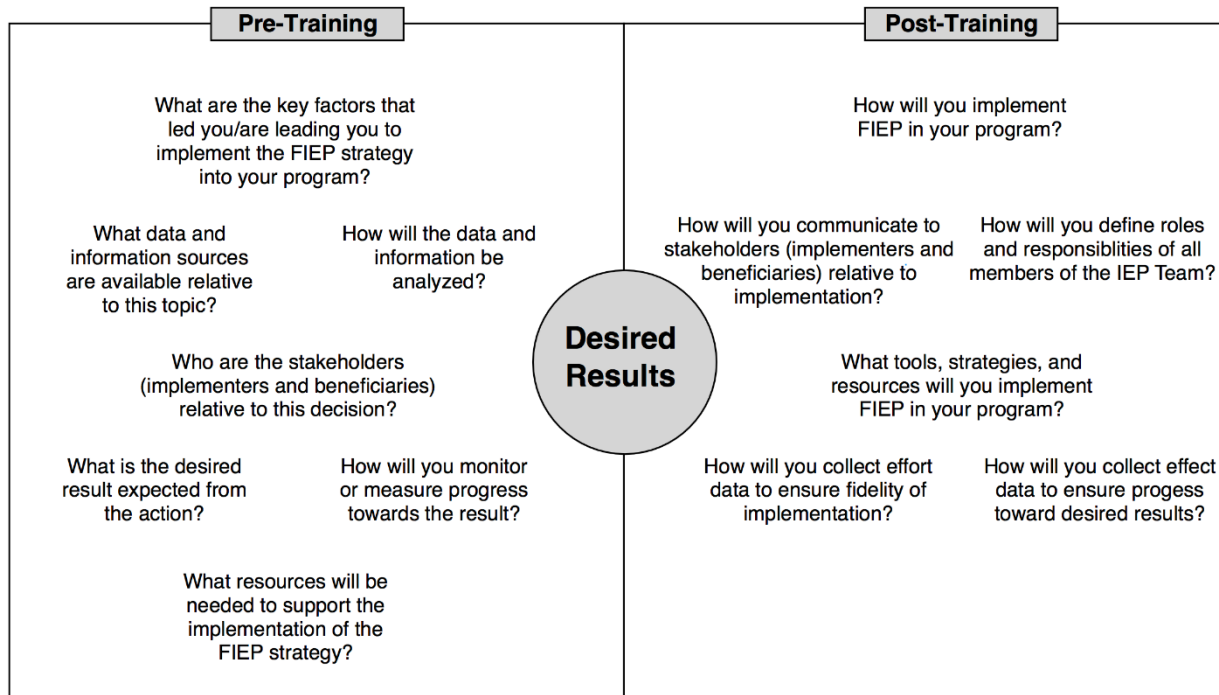 Pre-Training
What are the key factors that
led you/are leading you to
implement the FIEP strategy
into your program?
What data and
information sources
are available relative
to this topic?
How will the data and
information be
analyzed?
Who are the stakeholders
(implementers and beneficiaries)
relative to this decision?
What is the desired
result expected from
the action?
How will you monitor
or measure progress
towards the result?
What resources will be
needed to support the
implementation of the
FIEP strategy?
Desired
Results
Post-Training
How will you implement
FIEP in your program?
How will you communicate to
stakeholders (implementers and
beneficiaries) relative to
implementation?
How will you define roles
and responsiblities of all
members of the IEP Team?
What tools, strategies, and
resources will you implement
FIEP in your program?
How will you collect effort
data to ensure fidelity of
implementation?
How will you collect effect
data to ensure progess
toward desired results?